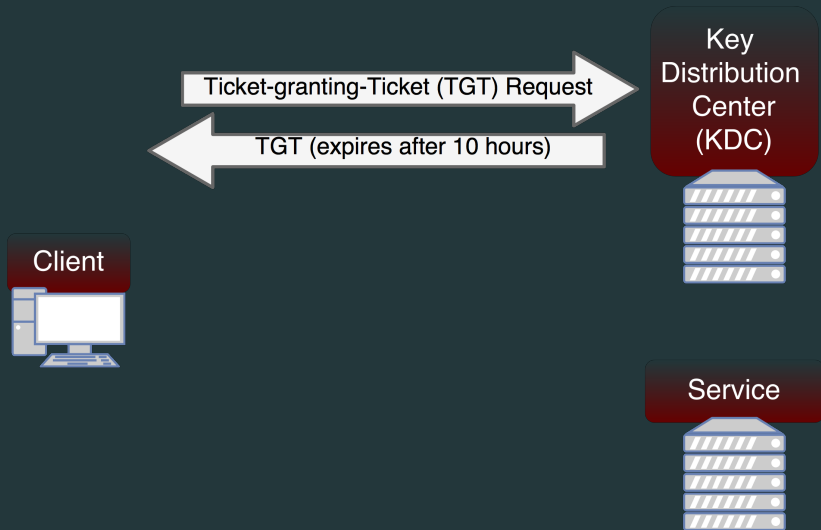 Ticket-granting-Ticket (TGT) Request
Key
Distribution
Center
(KDC)
TGT (expires after 10 hours)
Client
Service